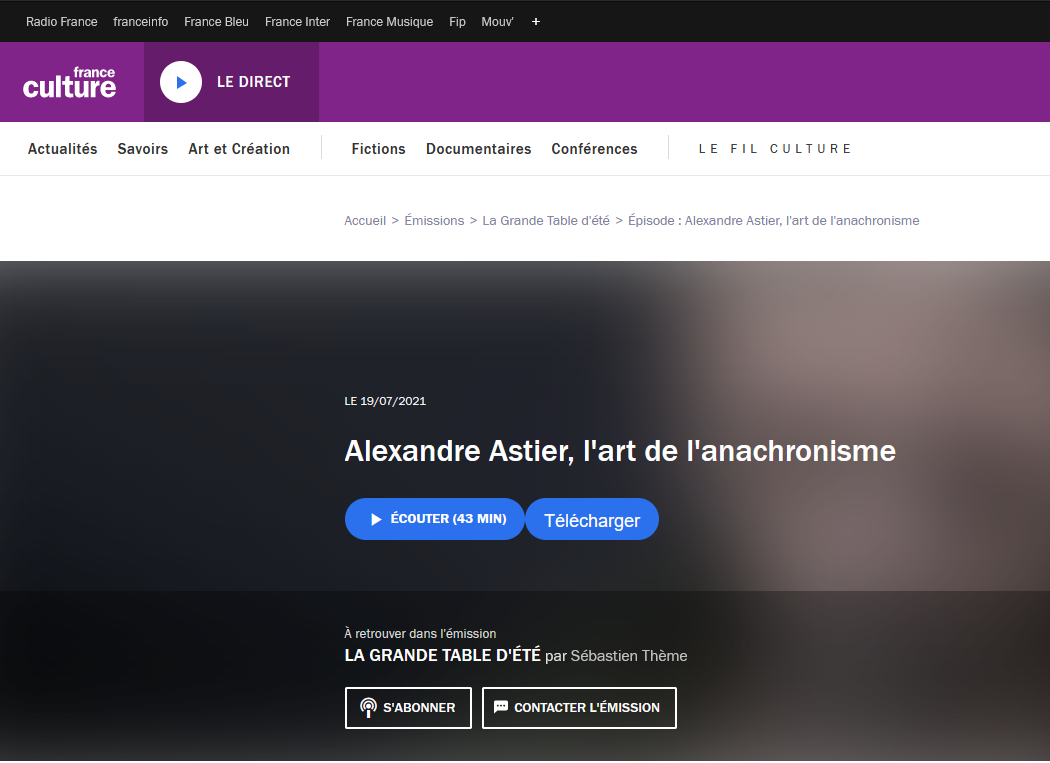 Radio France franceinfo France Bleu France Inter France Musique Fip Mouv' +
france
culture
LE DIRECT
Actualités Savoirs Art et Création Fictions Documentaires Conférences LE FIL CULTURE
Accueil > Émissions > La Grande Table d'été > Épisode : Alexandre Astier, l'art de l'anachronisme
LE 19/07/2021
Alexandre Astier, l'art de l'anachronisme
ÉCOUTER (43 MIN) Télécharger
À retrouver dans l'émission
LA GRANDE TABLE D'ÉTÉ par Sébastien Thème
S'ABONNER CONTACTER L'ÉMISSION